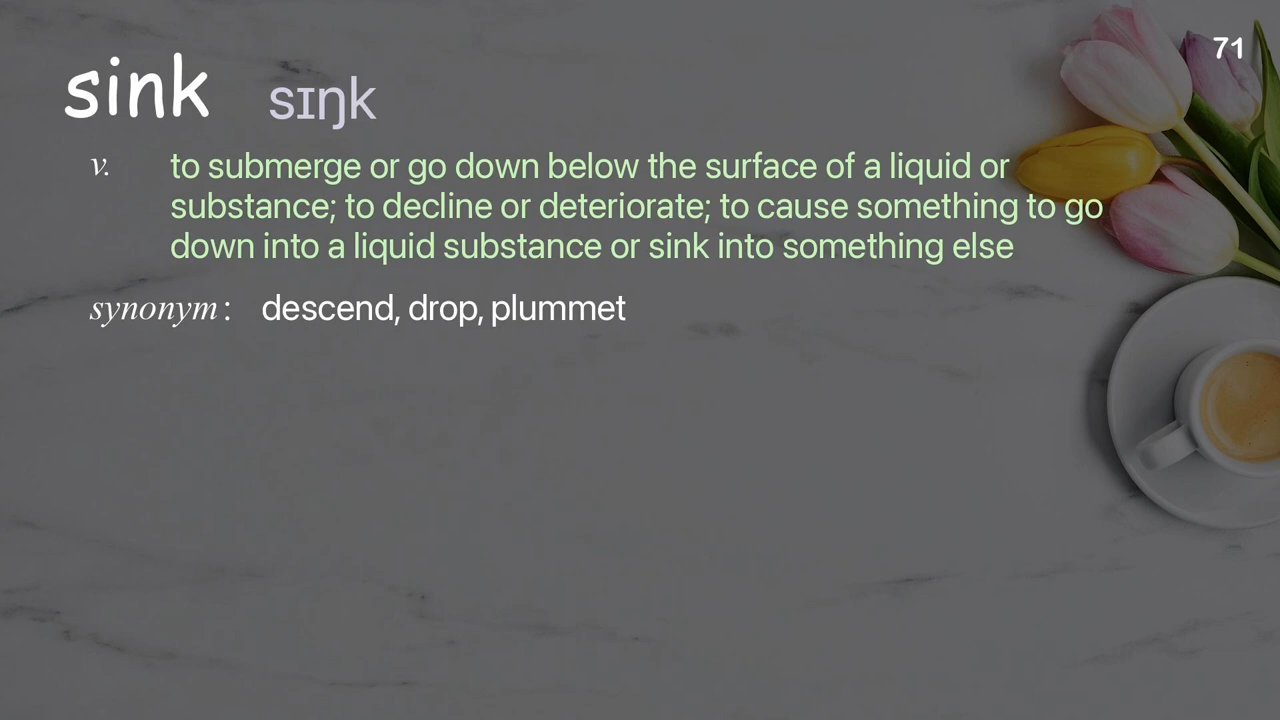 71
sink sɪŋk
v. to submerge or go down below the surface of a liquid or
substance; to decline or deteriorate; to cause something to go
down into a liquid substance or sink into something else
synonym : descend, drop, plummet